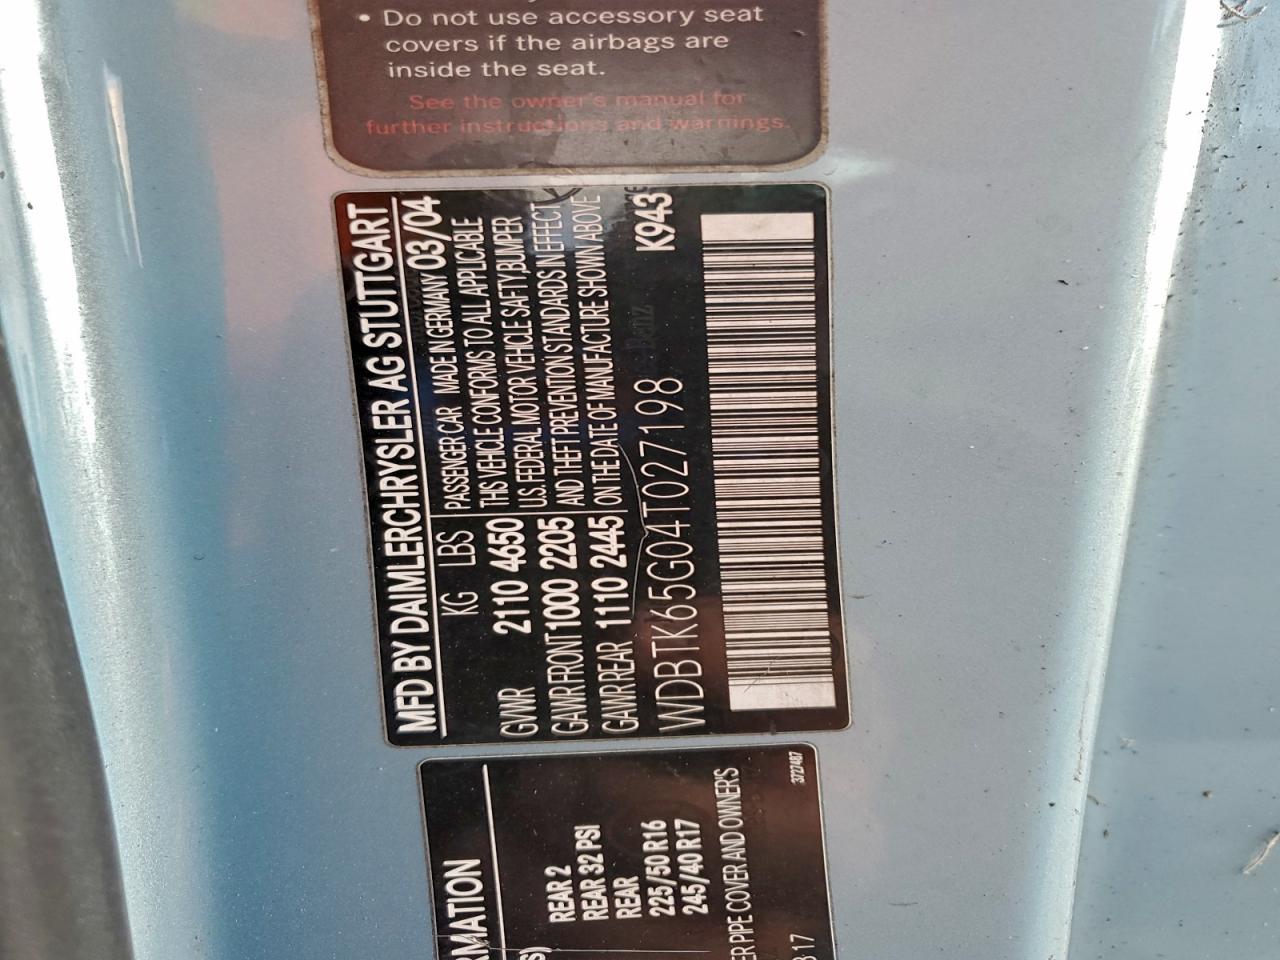 • Do not use accessory seat
covers if the airbags are
inside the seat.
See the owner's manual for
further instructions and warnings.
MFD BY DAIMLERCHRYSLER AG STUTTGART
KG LBS PASSENGER CAR MADE IN GERMANY 03/04
THIS VEHICLE CONFORMS TO ALL APPLICABLE
GVWR 2110 4650 U.S. FEDERAL MOTOR VEHICLE SAFTY,BUMPER
GAWR FRONT 1000 2205 AND THEFT PREVENTION STANDARDS IN EFFECT
GAWR REAR 1110 2445 ON THE DATE OF MANUFACTURE SHOWN ABOVE
WDBTK65G04T027198 K943
RMATION
S)
REAR 2
REAR 32 PSI
REAR
225/50 R16
245/40 R17
ER PIPE COVER AND OWNER'S
817 3727487